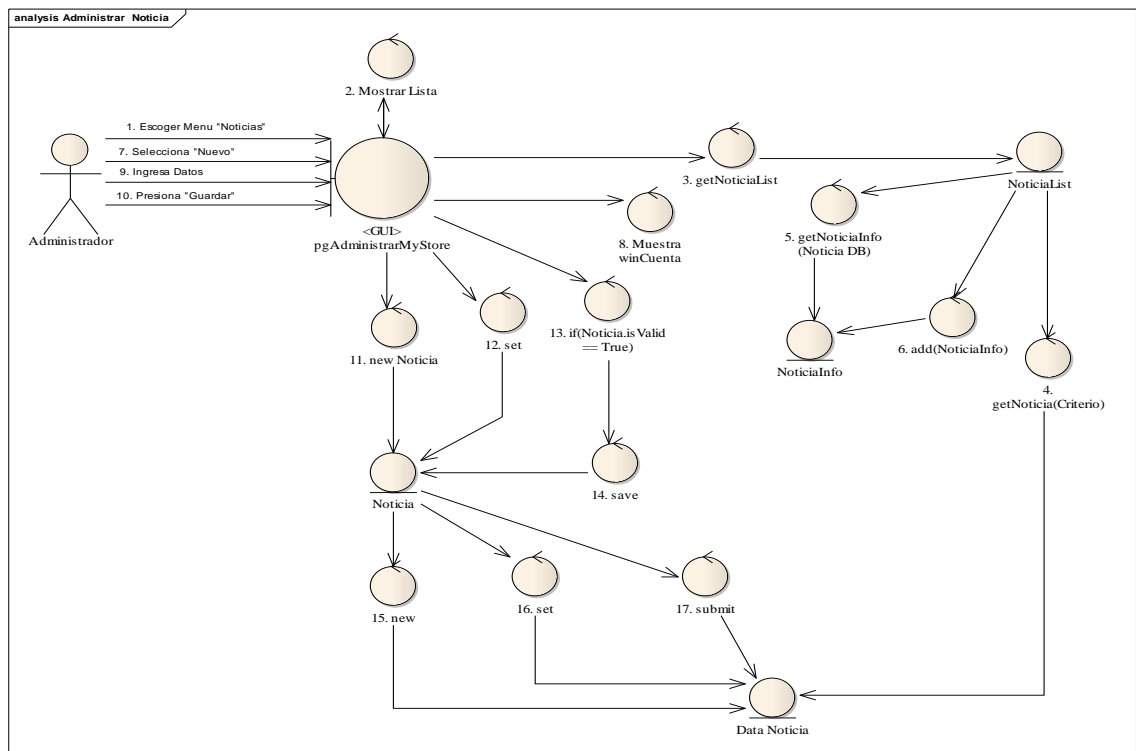 analysis Administrar Noticia
2. Mostrar Lista
1. Escoger Menu "Noticias"
7. Selecciona "Nuevo"
9. Ingresa Datos
10. Presiona "Guardar"
Administrador
<GUI>
pgAdministrarMyStore
3. getNoticiaList
NoticiaList
8. Muestra
winCuenta
5. getNoticiaInfo
(Noticia DB)
11. new Noticia
12. set
13. if(Noticia.isValid
== True)
NoticiaInfo
6. add(NoticiaInfo)
4.
getNoticia(Criterio)
Noticia
14. save
15. new
16. set
17. submit
Data Noticia